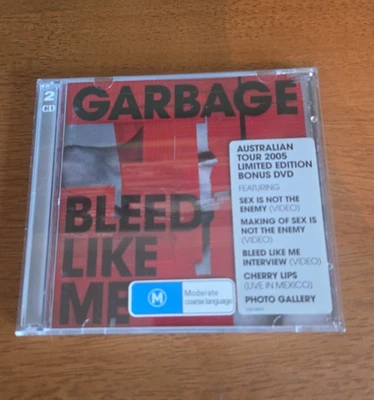 2
CD
GARBAGE
BLEED
LIKE
ME
AUSTRALIAN
TOUR 2005
LIMITED EDITION
BONUS DVD
FEATURING
SEX IS NOT THE
ENEMY (VIDEO)
MAKING OF SEX IS
NOT THE ENEMY
(VIDEO)
BLEED LIKE ME
INTERVIEW (VIDEO)
CHERRY LIPS
(LIVE IN MEXICO)
PHOTO GALLERY
M
Moderate
coarse language